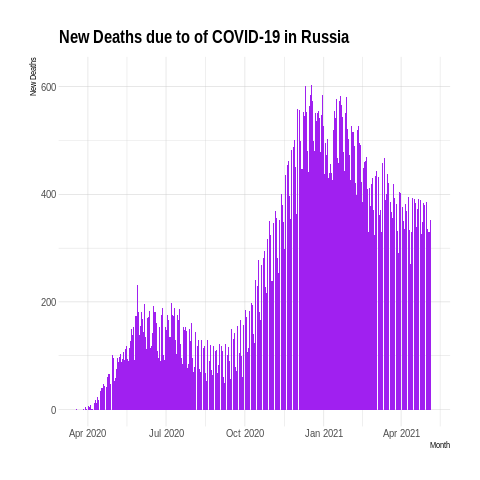 New Deaths due to of COVID-19 in Russia
New Deaths
600
400
200
0
Apr 2020 Jul 2020 Oct 2020 Jan 2021 Apr 2021
Month